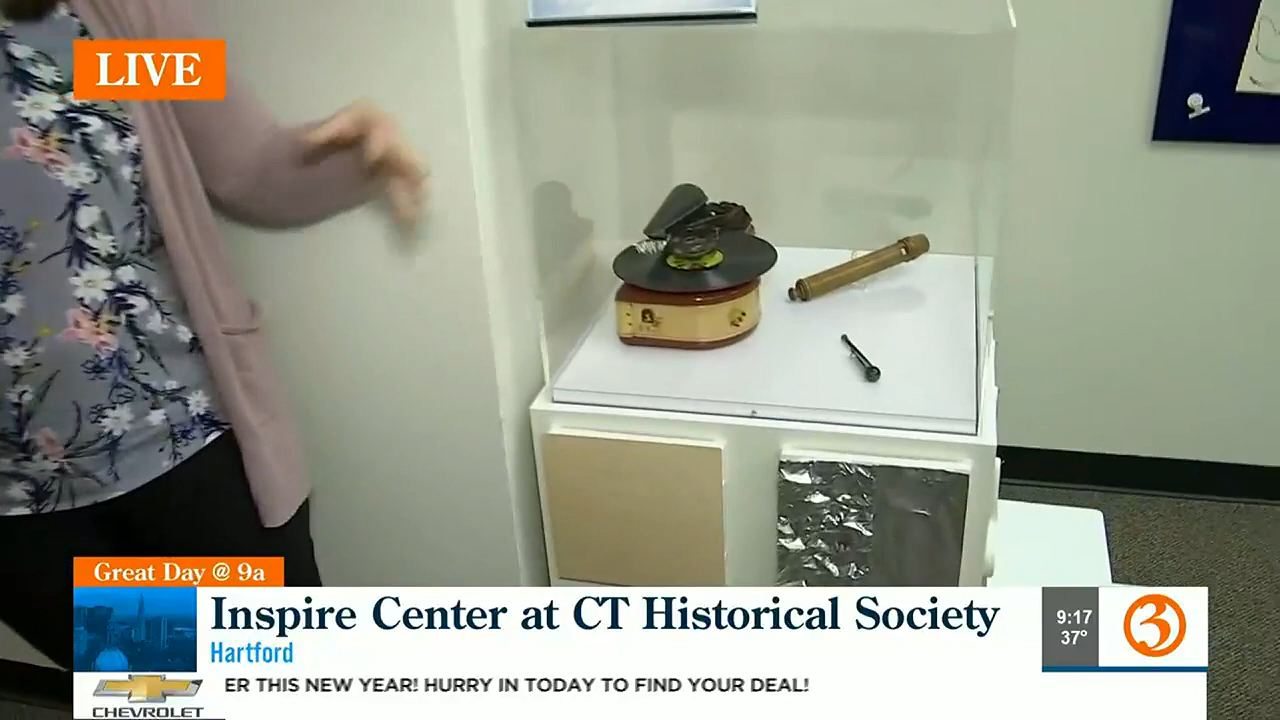 LIVE
Great Day @ 9a
Inspire Center at CT Historical Society
Hartford
9:17
37°
3
ER THIS NEW YEAR! HURRY IN TODAY TO FIND YOUR DEAL!
CHEVROLET